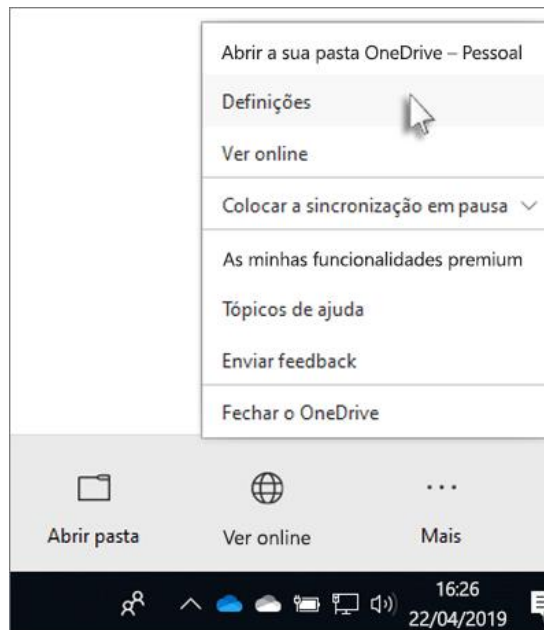 Abrir a sua pasta OneDrive – Pessoal
Definições
Ver online
Colocar a sincronização em pausa
As minhas funcionalidades premium
Tópicos de ajuda
Enviar feedback
Fechar o OneDrive
Abrir pasta
Ver online
Mais
16:26
22/04/2019